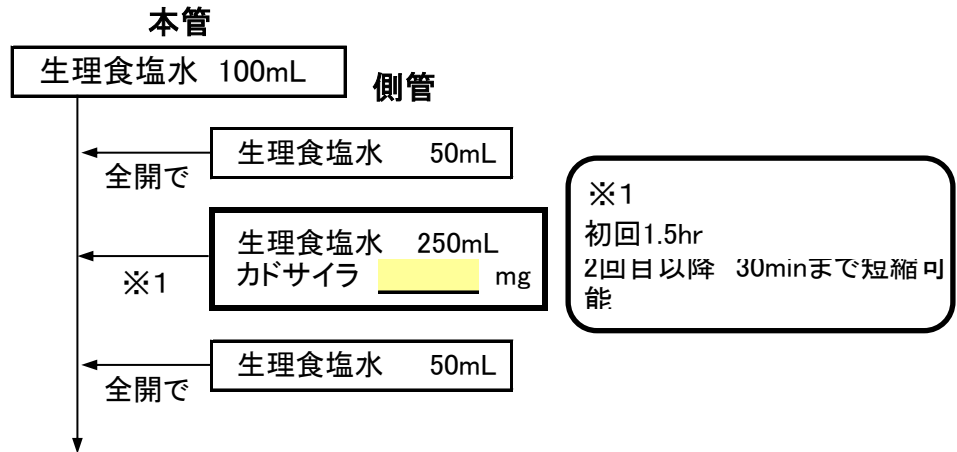 本管
生理食塩水 100mL
側管
生理食塩水 50mL
全開で
生理食塩水 250mL
カドサイラ mg
※1
※1
初回1.5hr
2回目以降 30minまで短縮可
能
生理食塩水 50mL
全開で